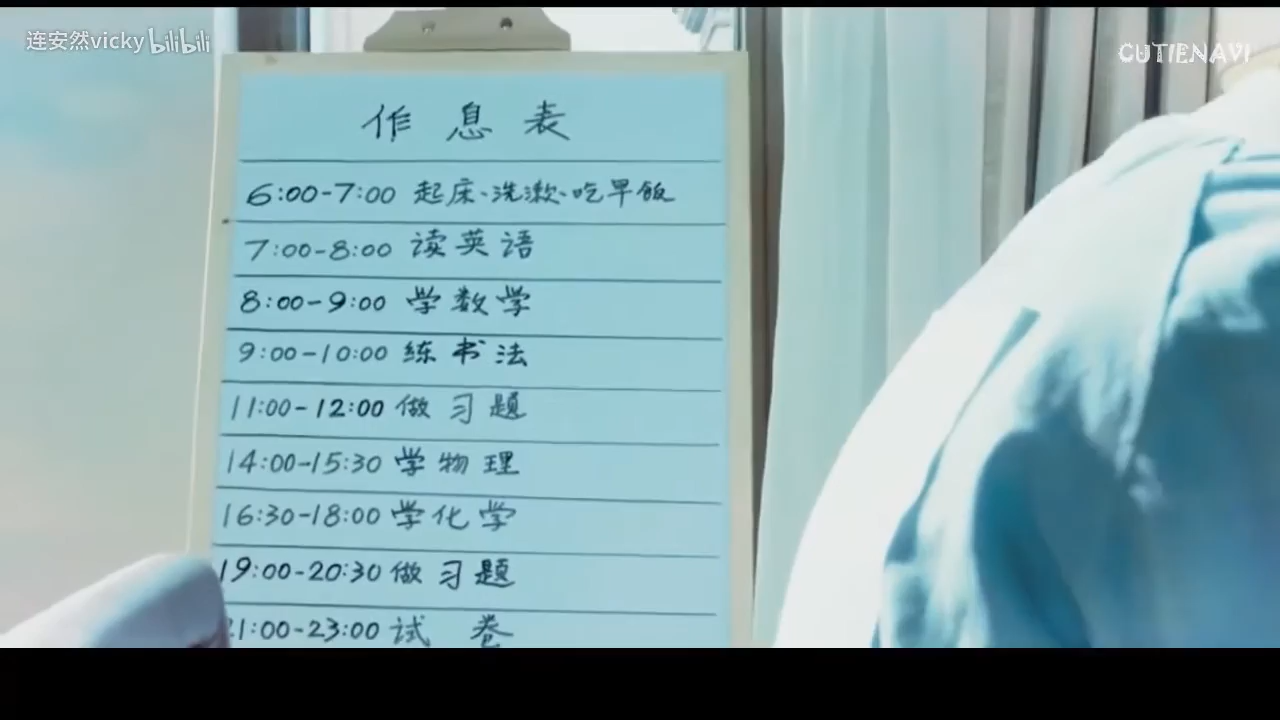 连安然vicky bilibili
CUTIENAVI
作息表
6:00-7:00 起床、洗漱、吃早饭
7:00-8:00 读英语
8:00-9:00 学数学
9:00-10:00 练书法
11:00-12:00 做习题
14:00-15:30 学物理
16:30-18:00 学化学
19:00-20:30 做习题
21:00-23:00 试卷